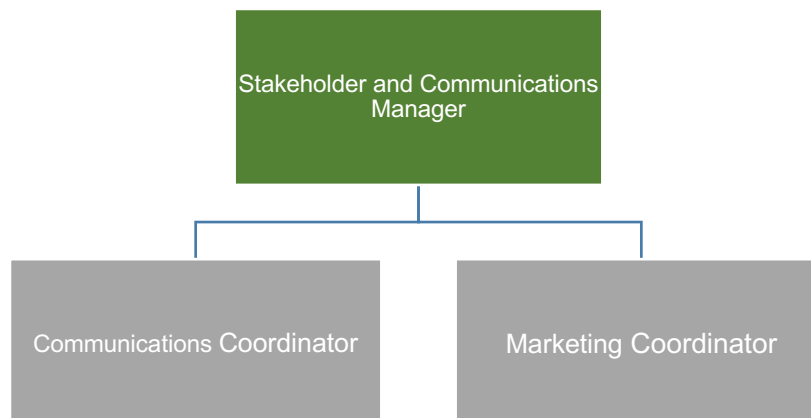 Stakeholder and Communications
Manager
Communications Coordinator
Marketing Coordinator